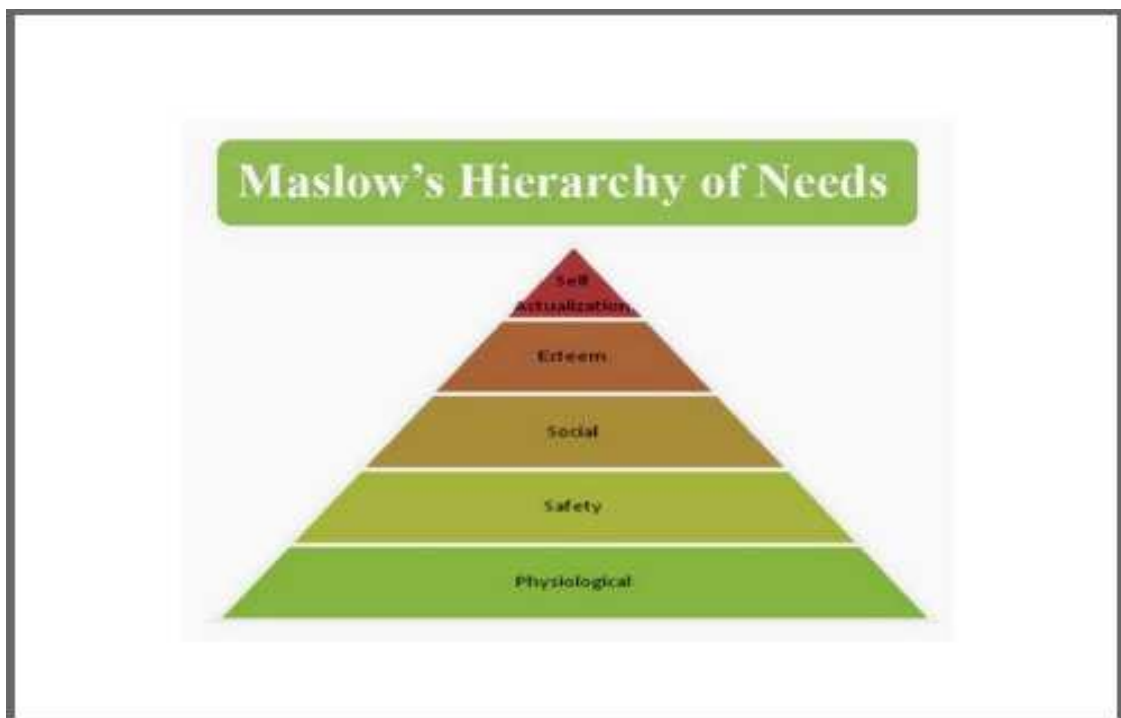 Maslow’s Hierarchy of Needs
Self
Actualization
Esteem
Social
Safety
Physiological